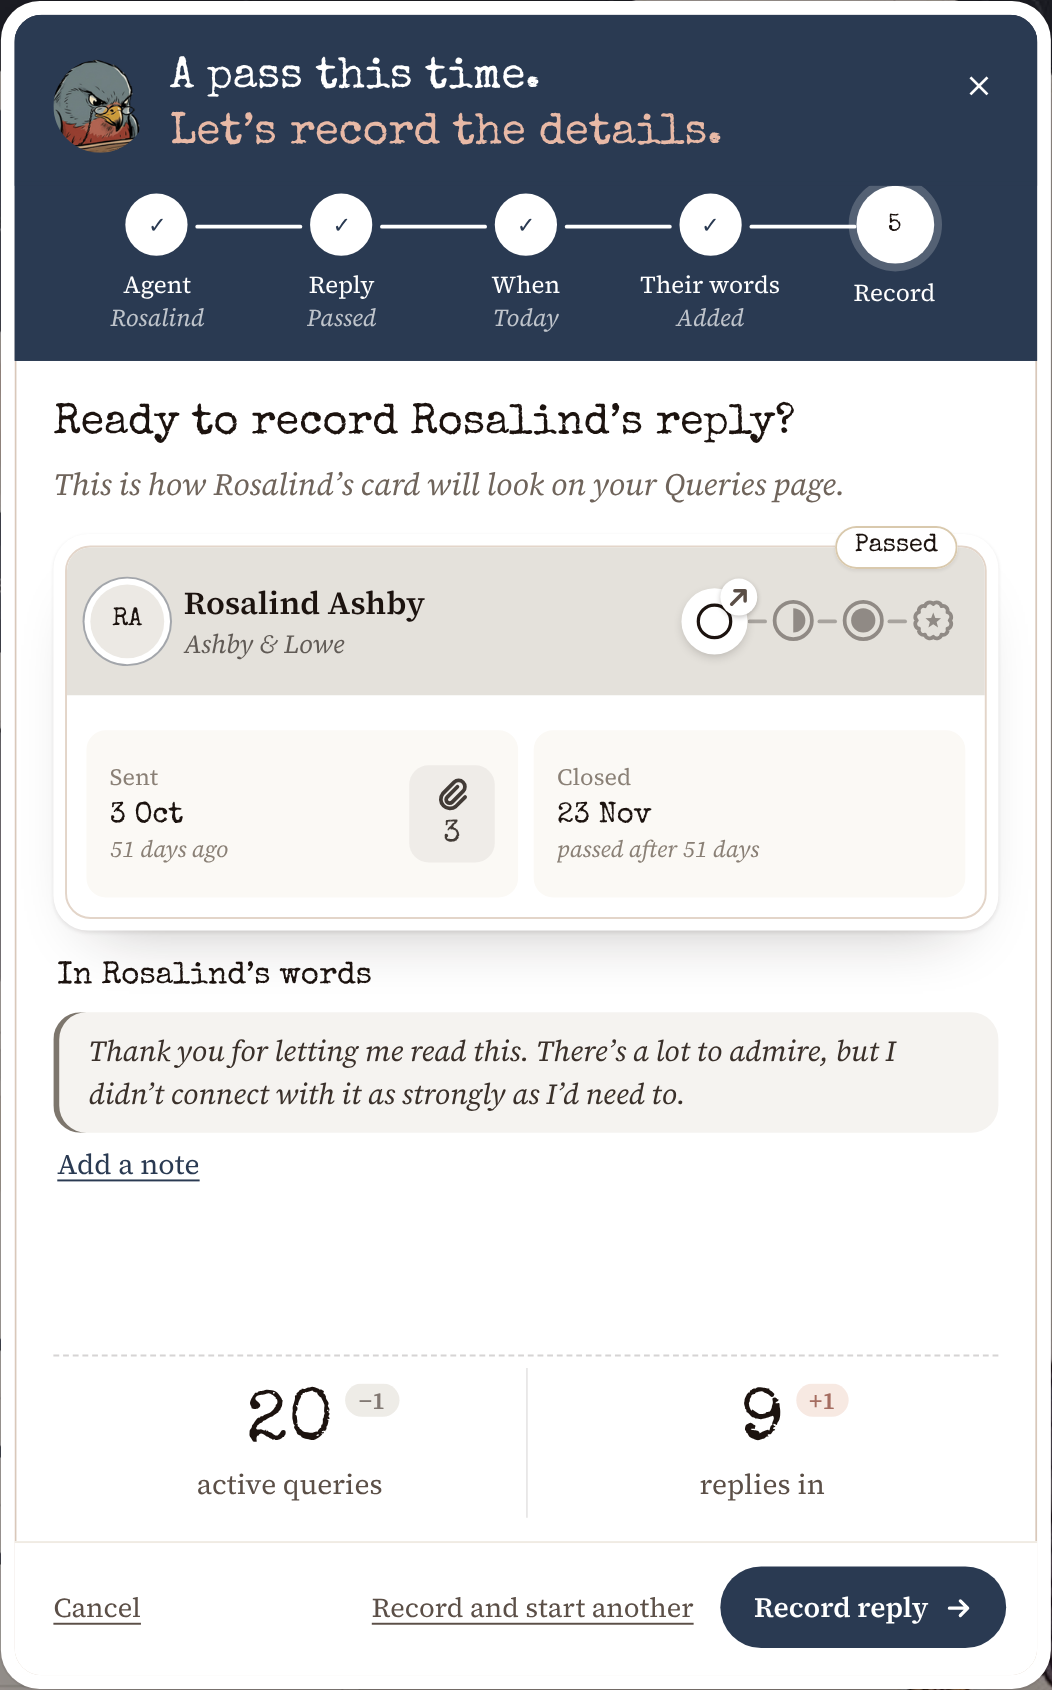 A pass this time.
Let's record the details.
✓ ✓ ✓ ✓ 5
Agent Reply When Their words Record
Rosalind Passed Today Added
Ready to record Rosalind's reply?
This is how Rosalind's card will look on your Queries page.
Passed
RA
Rosalind Ashby
Ashby & Lowe
Sent
3 Oct
51 days ago
3
Closed
23 Nov
passed after 51 days
In Rosalind's words
Thank you for letting me read this. There's a lot to admire, but I
didn't connect with it as strongly as I'd need to.
Add a note
20 −1
active queries
9 +1
replies in
Cancel
Record and start another
Record reply →